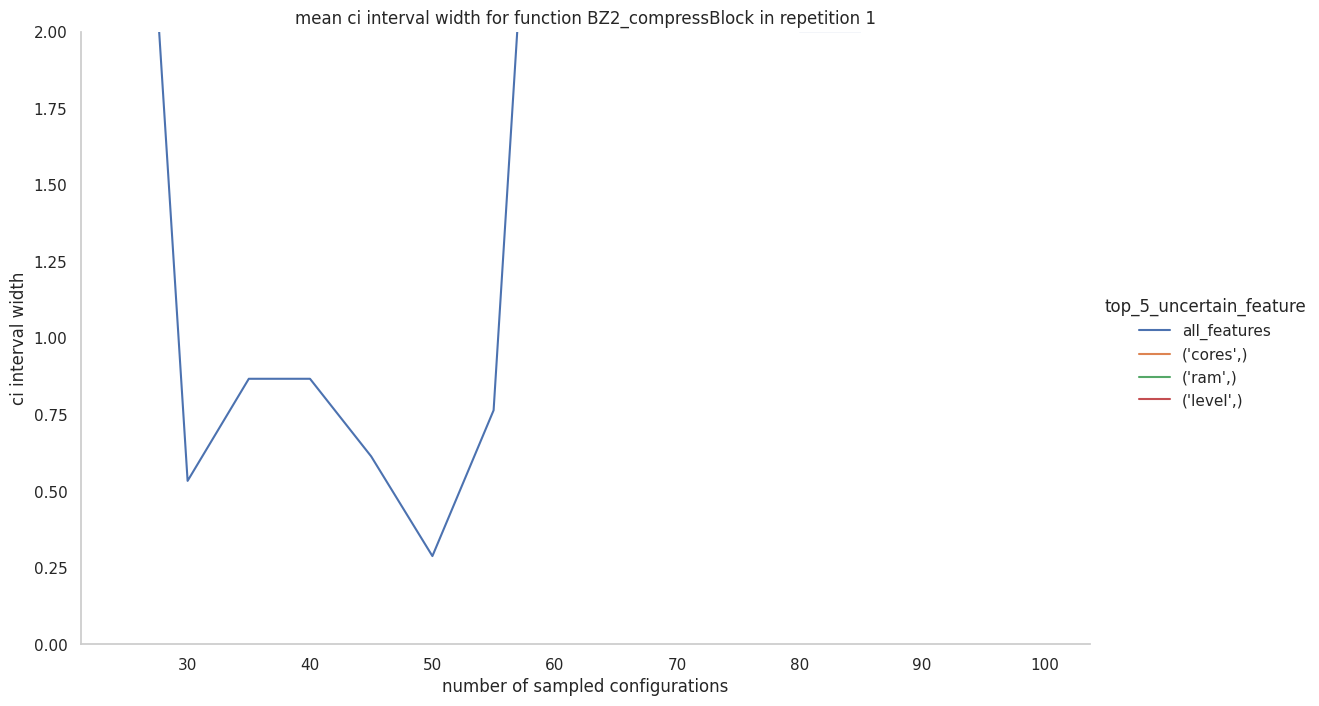 mean ci interval width for function BZ2_compressBlock in repetition 1
2.00
1.75
1.50
1.25
1.00
0.75
0.50
0.25
0.00
ci interval width
30 40 50 60 70 80 90 100
number of sampled configurations
top_5_uncertain_feature
all_features
('cores',)
('ram',)
('level',)